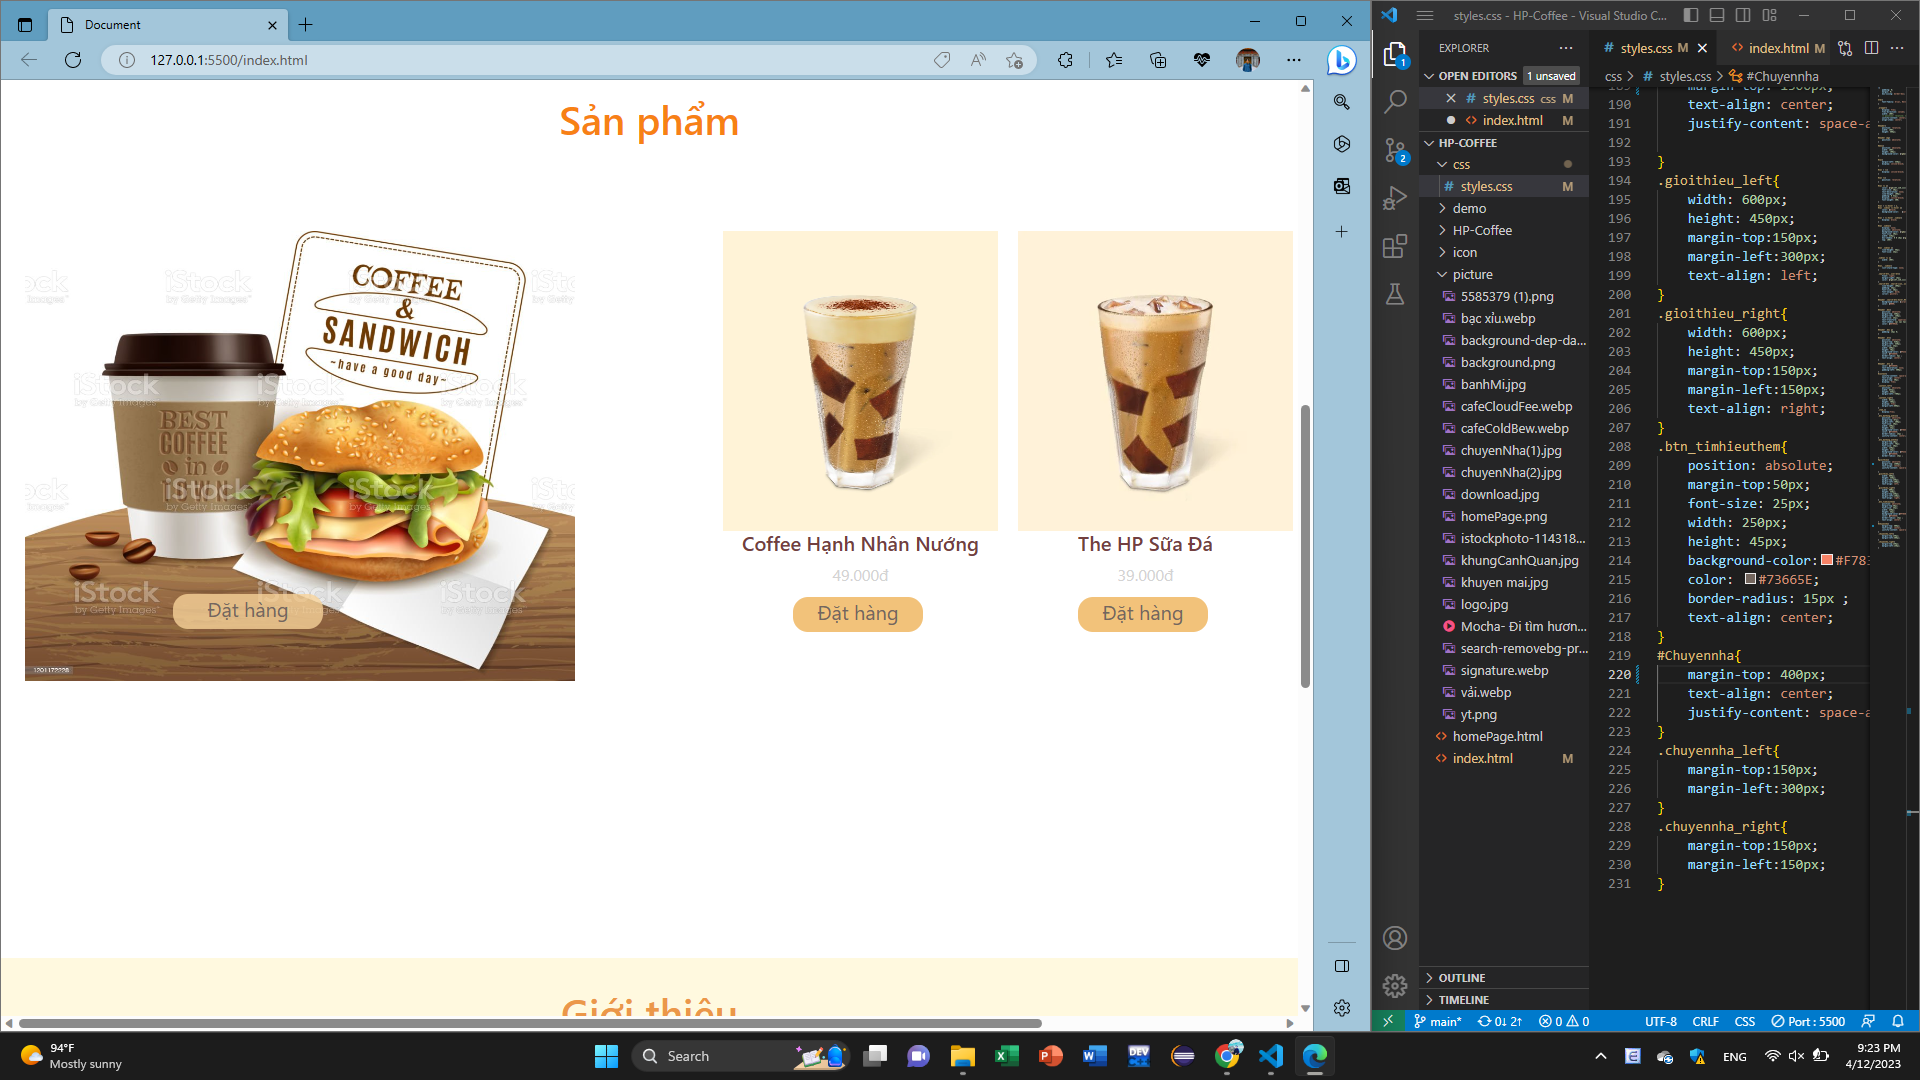 Document
127.0.0.1:5500/index.html
Sản phẩm
iStock
by Getty Images
COFFEE
&
SANDWICH
~have a good day~
BEST
COFFEE
in
Đặt hàng
1201172228
Coffee Hạnh Nhân Nướng
49.000đ
Đặt hàng
The HP Sữa Đá
39.000đ
Đặt hàng
Giới thiệu
styles.css - HP-Coffee - Visual Studio C...
EXPLORER
OPEN EDITORS 1 unsaved
styles.css css M
index.html M
HP-COFFEE
css
styles.css M
demo
HP-Coffee
icon
picture
5585379 (1).png
bạc xỉu.webp
background-dep-da...
background.png
banhMi.jpg
cafeCloudFee.webp
cafeColdBew.webp
chuyenNha(1).jpg
chuyenNha(2).jpg
download.jpg
homePage.png
istockphoto-114318...
khungCanhQuan.jpg
khuyen mai.jpg
logo.jpg
Mocha- Đi tìm hươn...
search-removebg-pr...
signature.webp
vải.webp
yt.png
homePage.html
index.html M
OUTLINE
TIMELINE
styles.css M
index.html M
css > styles.css > #Chuyennha
190 text-align: center;
191 justify-content: space-a
192
193 }
194 .gioithieu_left{
195 width: 600px;
196 height: 450px;
197 margin-top:150px;
198 margin-left:300px;
199 text-align: left;
200 }
201 .gioithieu_right{
202 width: 600px;
203 height: 450px;
204 margin-top:150px;
205 margin-left:150px;
206 text-align: right;
207 }
208 .btn_timhieuthem{
209 position: absolute;
210 margin-top:50px;
211 font-size: 25px;
212 width: 250px;
213 height: 45px;
214 background-color: #F783
215 color: #73665E;
216 border-radius: 15px ;
217 text-align: center;
218 }
219 #Chuyennha{
220 margin-top: 400px;
221 text-align: center;
222 justify-content: space-a
223 }
224 .chuyennha_left{
225 margin-top:150px;
226 margin-left:300px;
227 }
228 .chuyennha_right{
229 margin-top:150px;
230 margin-left:150px;
231 }
main* 0↓ 2↑ 0 0 UTF-8 CRLF CSS Port : 5500
94°F
Mostly sunny
Search
ENG
9:23 PM
4/12/2023